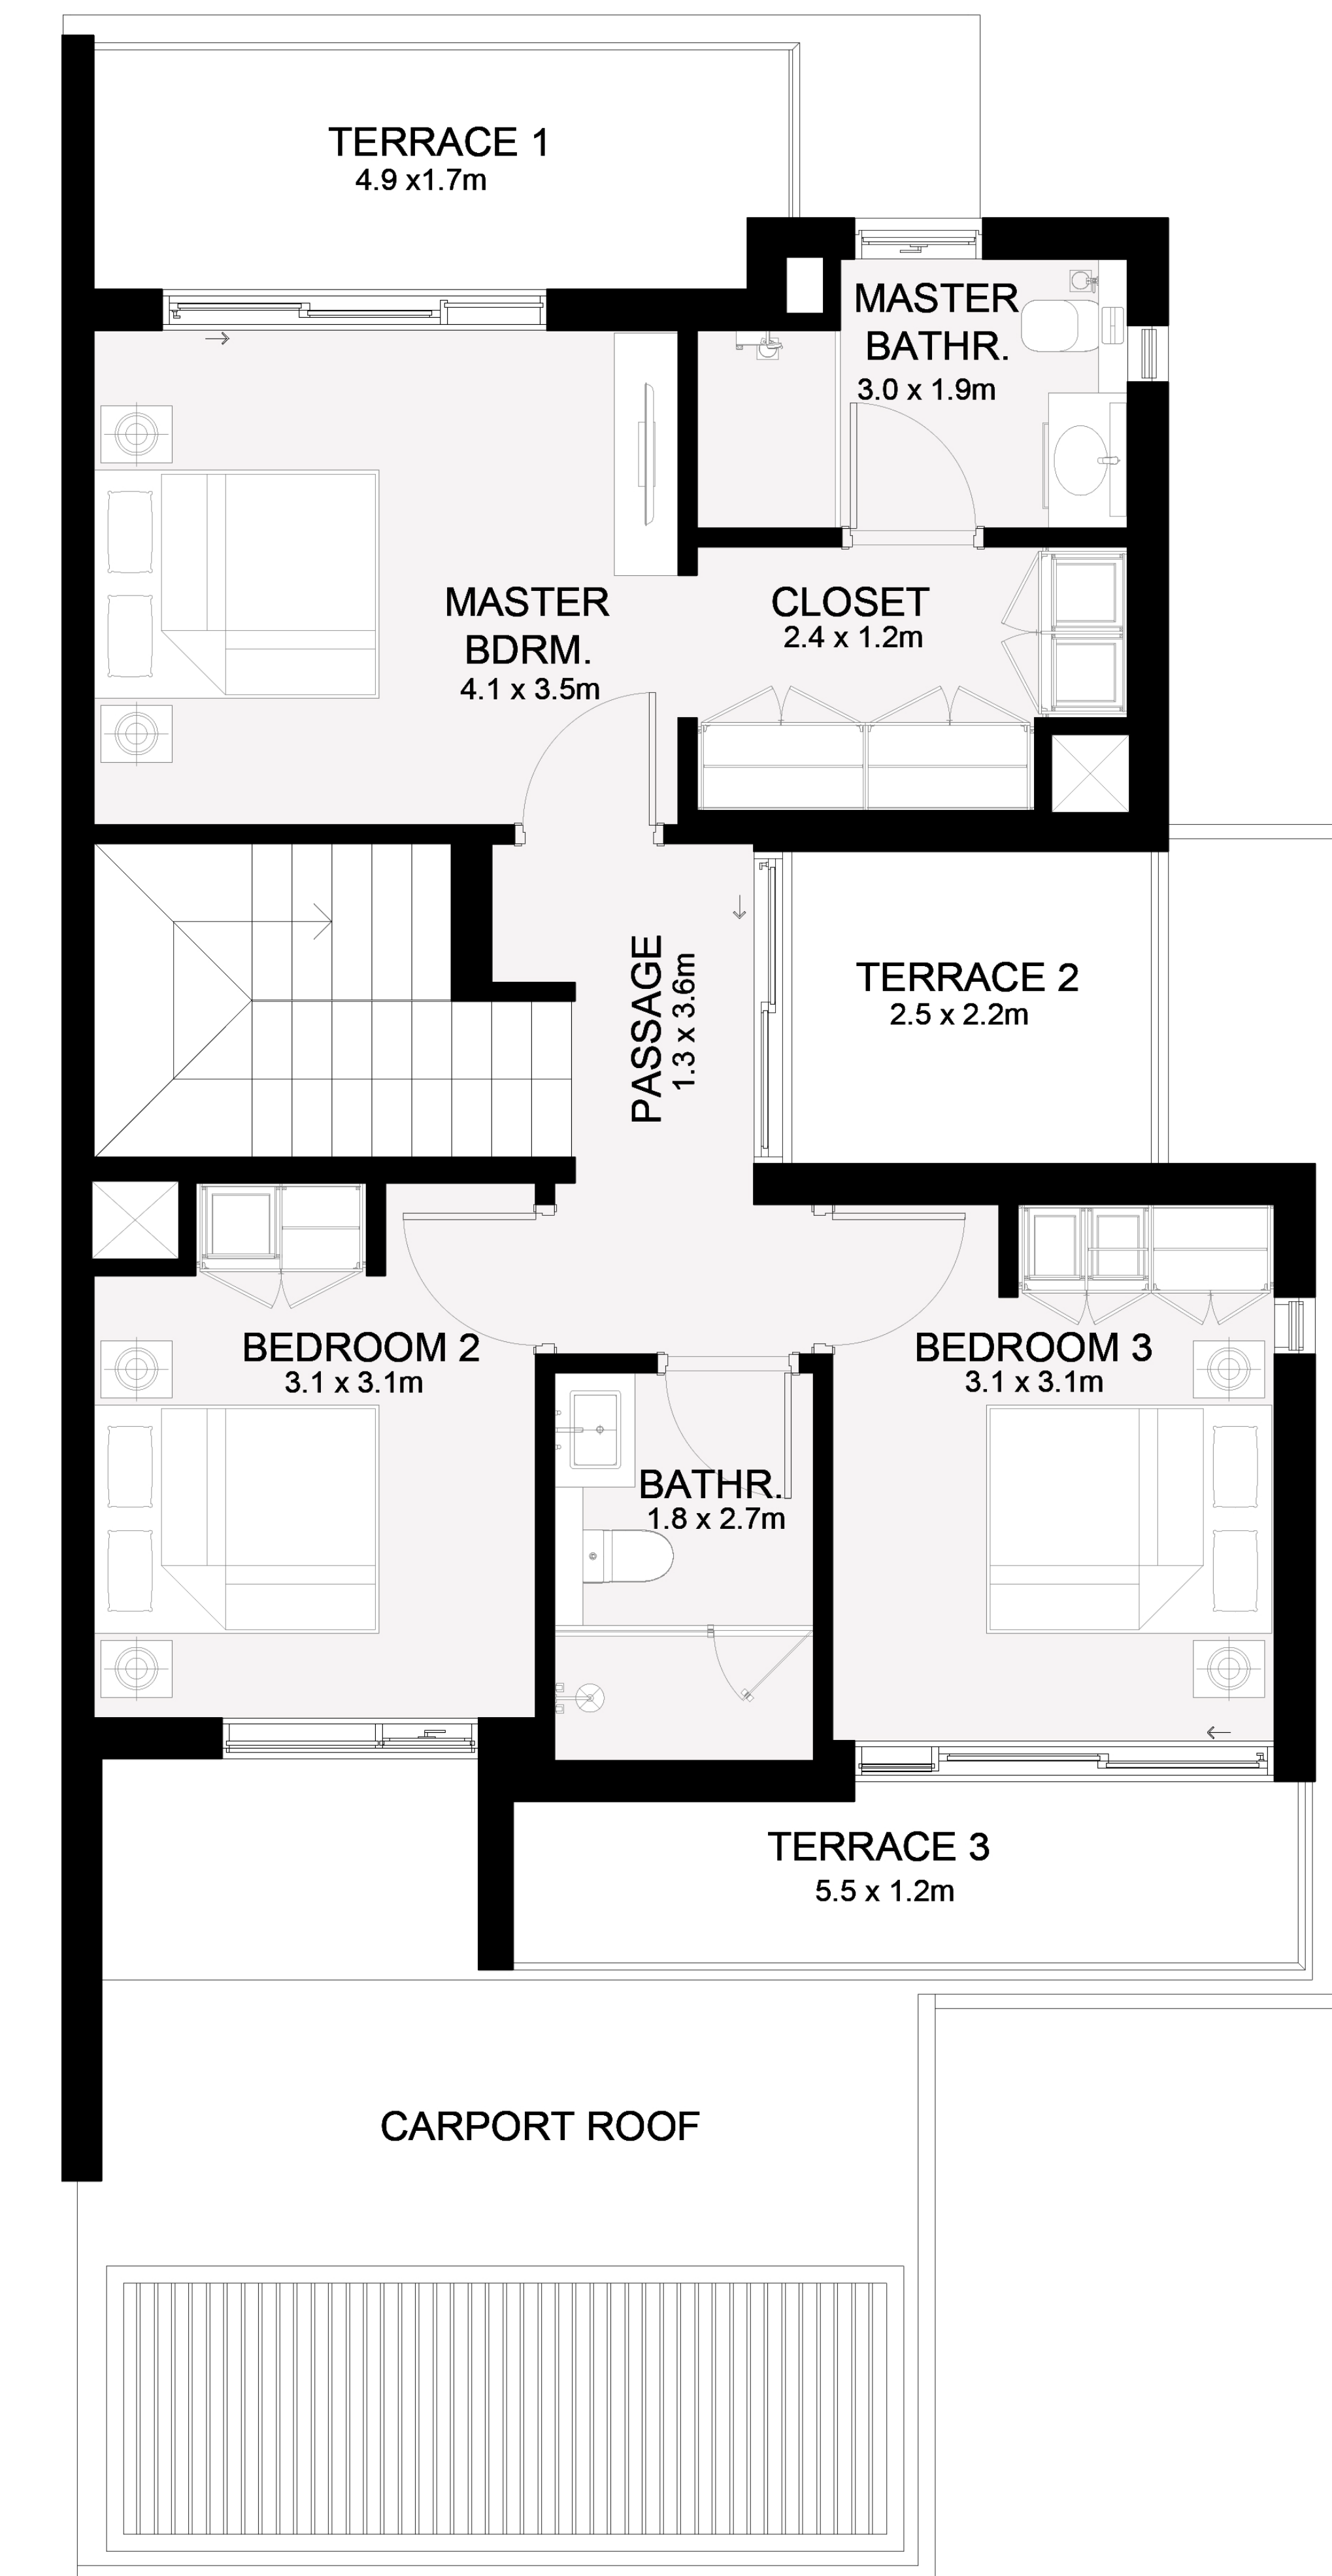 TERRACE 1
4.9 x1.7m
MASTER
BATHR.
3.0 x 1.9m
MASTER
BDRM.
4.1 x 3.5m
CLOSET
2.4 x 1.2m
PASSAGE
1.3 x 3.6m
TERRACE 2
2.5 x 2.2m
BEDROOM 2
3.1 x 3.1m
BEDROOM 3
3.1 x 3.1m
BATHR.
1.8 x 2.7m
TERRACE 3
5.5 x 1.2m
CARPORT ROOF